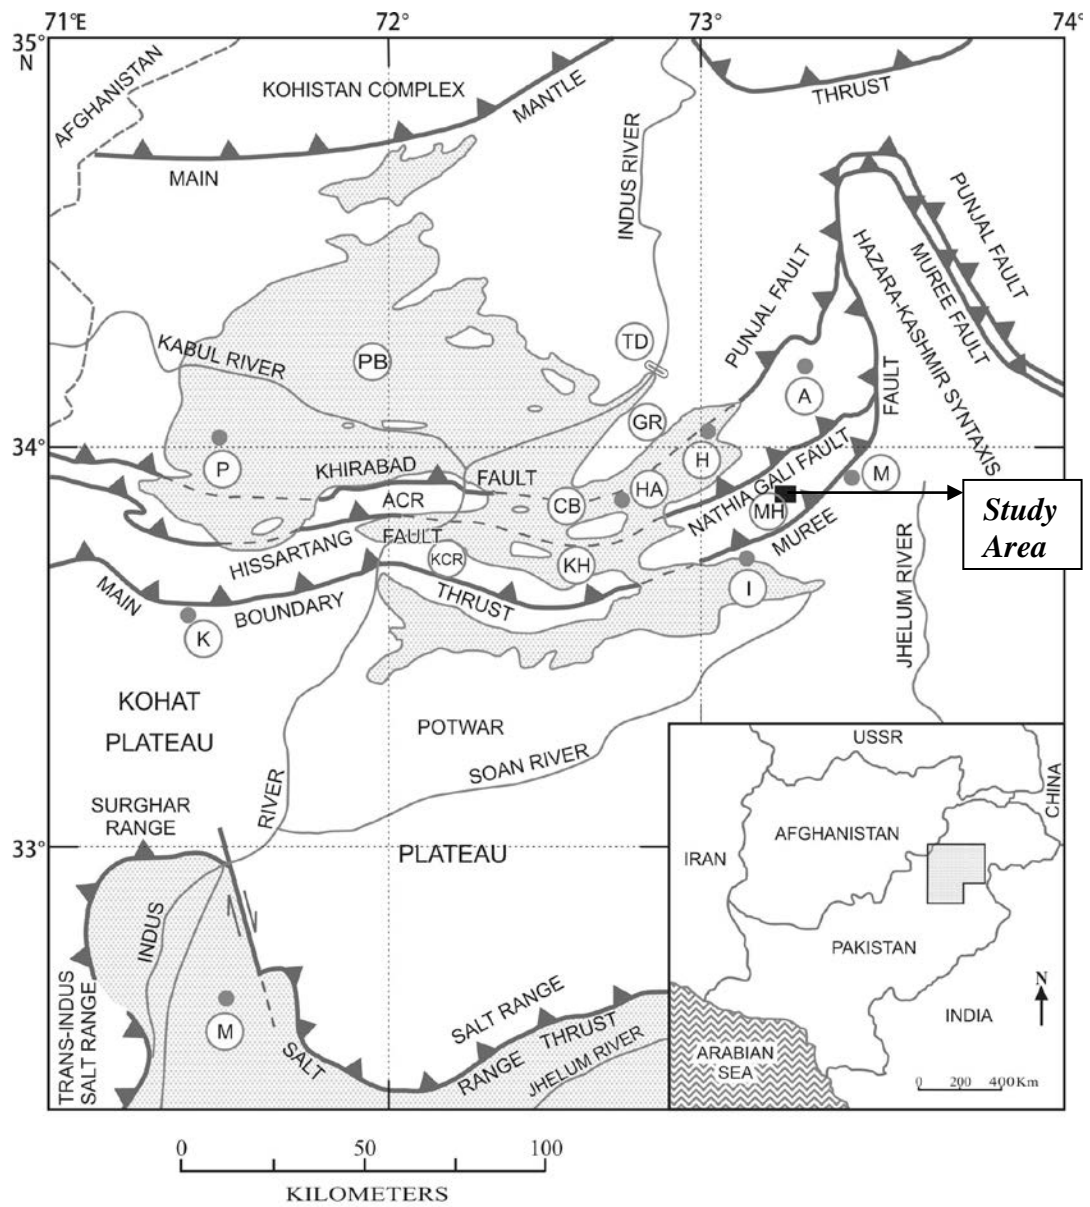 71°E
72°
73°
74°
35°
N
AFGHANISTAN
KOHISTAN COMPLEX
MAIN
MANTLE
THRUST
INDUS RIVER
PUNJAL FAULT
HAZARA-KASHMIR SYNTAXIS
MUREE FAULT
PUNJAL FAULT
KABUL RIVER
PB
TD
GR
A
FAULT
34°
P
KHIRABAD
FAULT
H
HA
CB
ACR
NATHIA GALI FAULT
M
MH
MUREE
Study
Area
HISSARTANG
FAULT
KCR
KH
I
MAIN
BOUNDARY
THRUST
K
JHELUM RIVER
KOHAT
PLATEAU
POTWAR
SOAN RIVER
RIVER
SURGHAR
RANGE
33°
PLATEAU
INDUS
TRANS-INDUS
SALT RANGE
M
SALT
RANGE
THRUST
SALT RANGE
JHELUM RIVER
USSR
CHINA
AFGHANISTAN
IRAN
PAKISTAN
INDIA
N
ARABIAN
SEA
0 200 400 Km
0 50 100
KILOMETERS